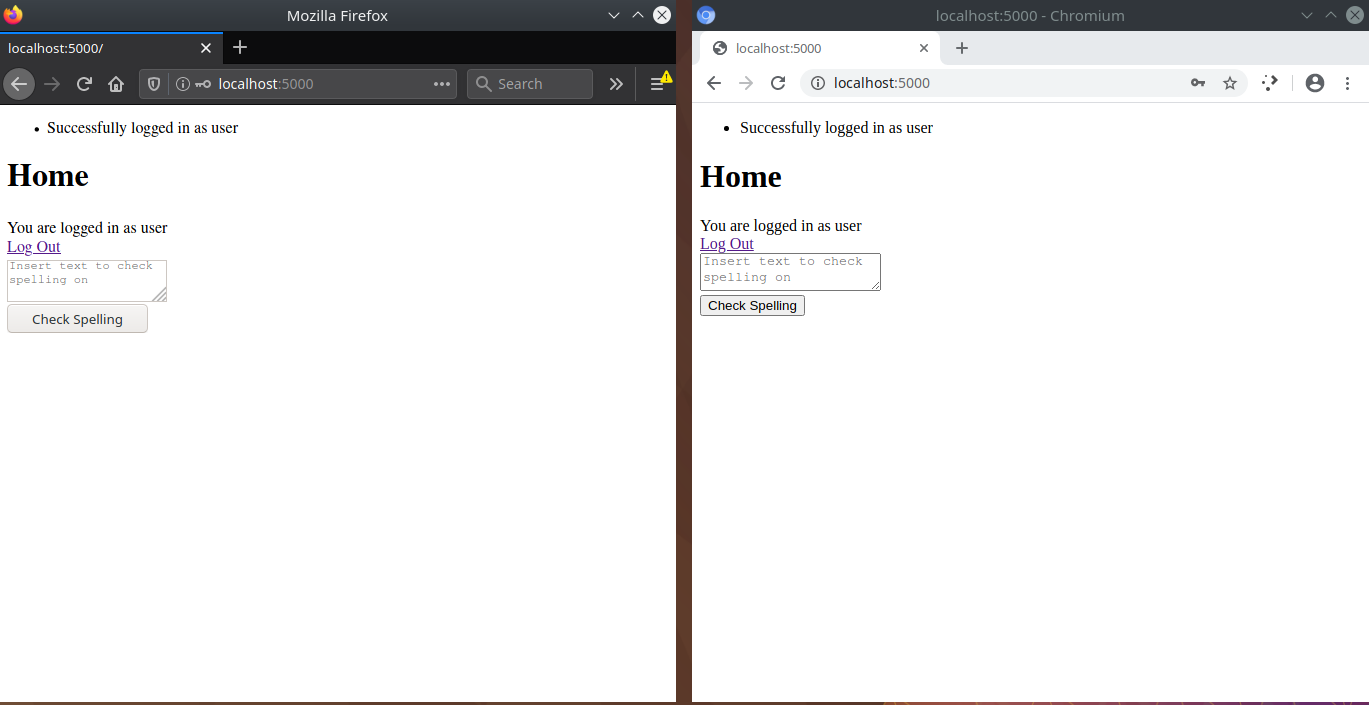 Mozilla Firefox
localhost:5000/
localhost:5000
Search
• Successfully logged in as user
Home
You are logged in as user
Log Out
Insert text to check
spelling on
Check Spelling
localhost:5000 - Chromium
localhost:5000
localhost:5000
• Successfully logged in as user
Home
You are logged in as user
Log Out
Insert text to check
spelling on
Check Spelling